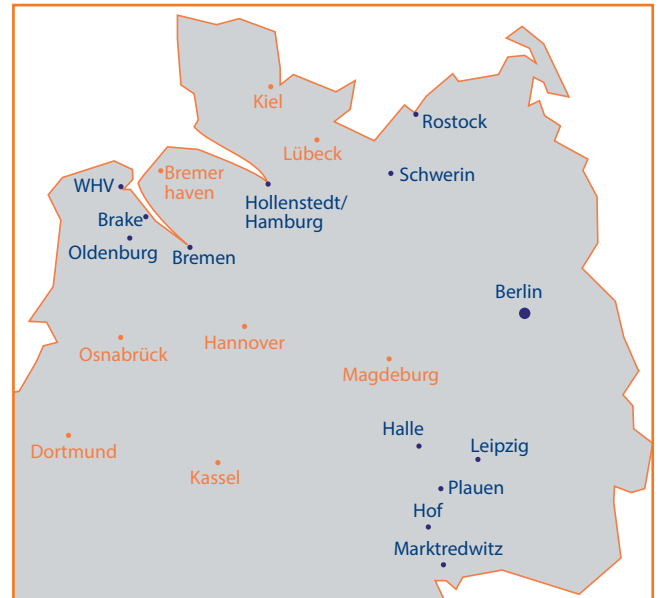 Kiel
Rostock
Lübeck
Bremer
haven
Schwerin
WHV
Hollenstedt/
Hamburg
Brake
Oldenburg
Bremen
Berlin
Osnabrück
Hannover
Magdeburg
Halle
Leipzig
Dortmund
Kassel
Plauen
Hof
Marktredwitz